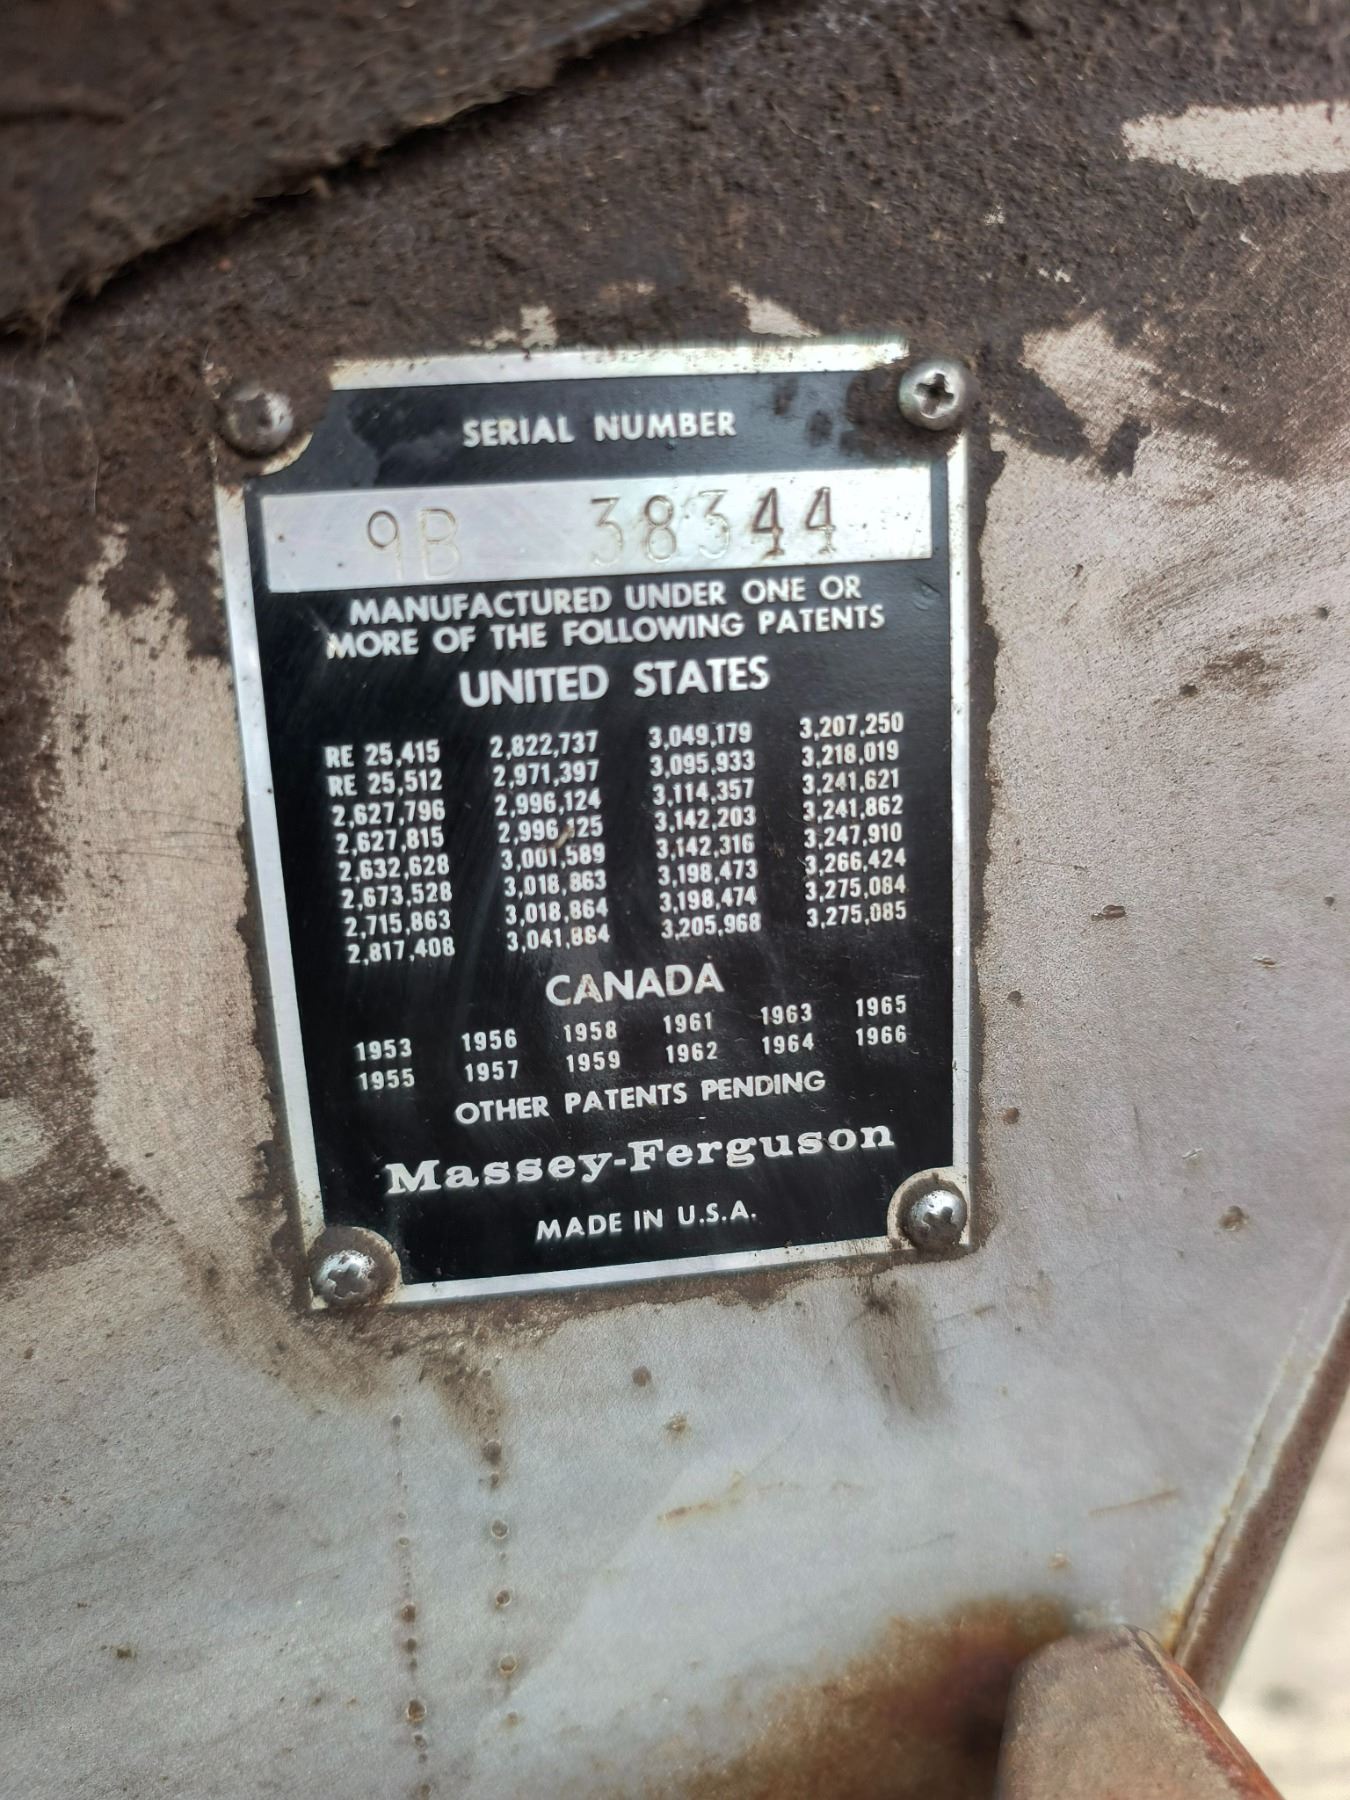 SERIAL NUMBER
9B 38344
MANUFACTURED UNDER ONE OR
MORE OF THE FOLLOWING PATENTS
UNITED STATES
RE 25,415 2,822,737 3,049,179 3,207,250
RE 25,512 2,971,397 3,095,933 3,218,019
2,627,796 2,996,124 3,114,357 3,241,621
2,627,815 2,996,125 3,142,203 3,241,862
2,632,628 3,001,589 3,142,316 3,247,910
2,673,528 3,018,863 3,198,473 3,266,424
2,715,863 3,018,864 3,198,474 3,275,084
2,817,408 3,041,864 3,205,968 3,275,085
CANADA
1953 1956 1958 1961 1963 1965
1955 1957 1959 1962 1964 1966
OTHER PATENTS PENDING
Massey-Ferguson
MADE IN U.S.A.